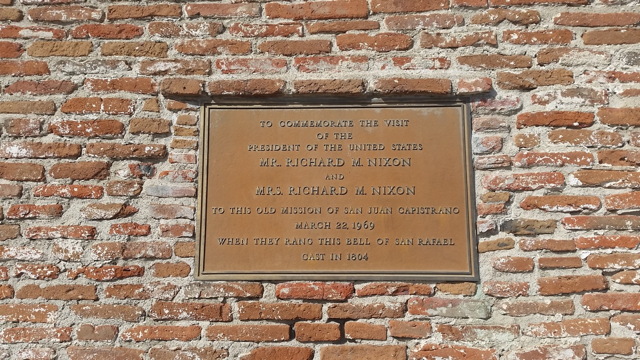 TO COMMEMORATE THE VISIT
OF THE
PRESIDENT OF THE UNITED STATES
MR. RICHARD M. NIXON
AND
MRS. RICHARD M. NIXON
TO THIS OLD MISSION OF SAN JUAN CAPISTRANO
MARCH 22, 1969
WHEN THEY RANG THIS BELL OF SAN RAFAEL
CAST IN 1804